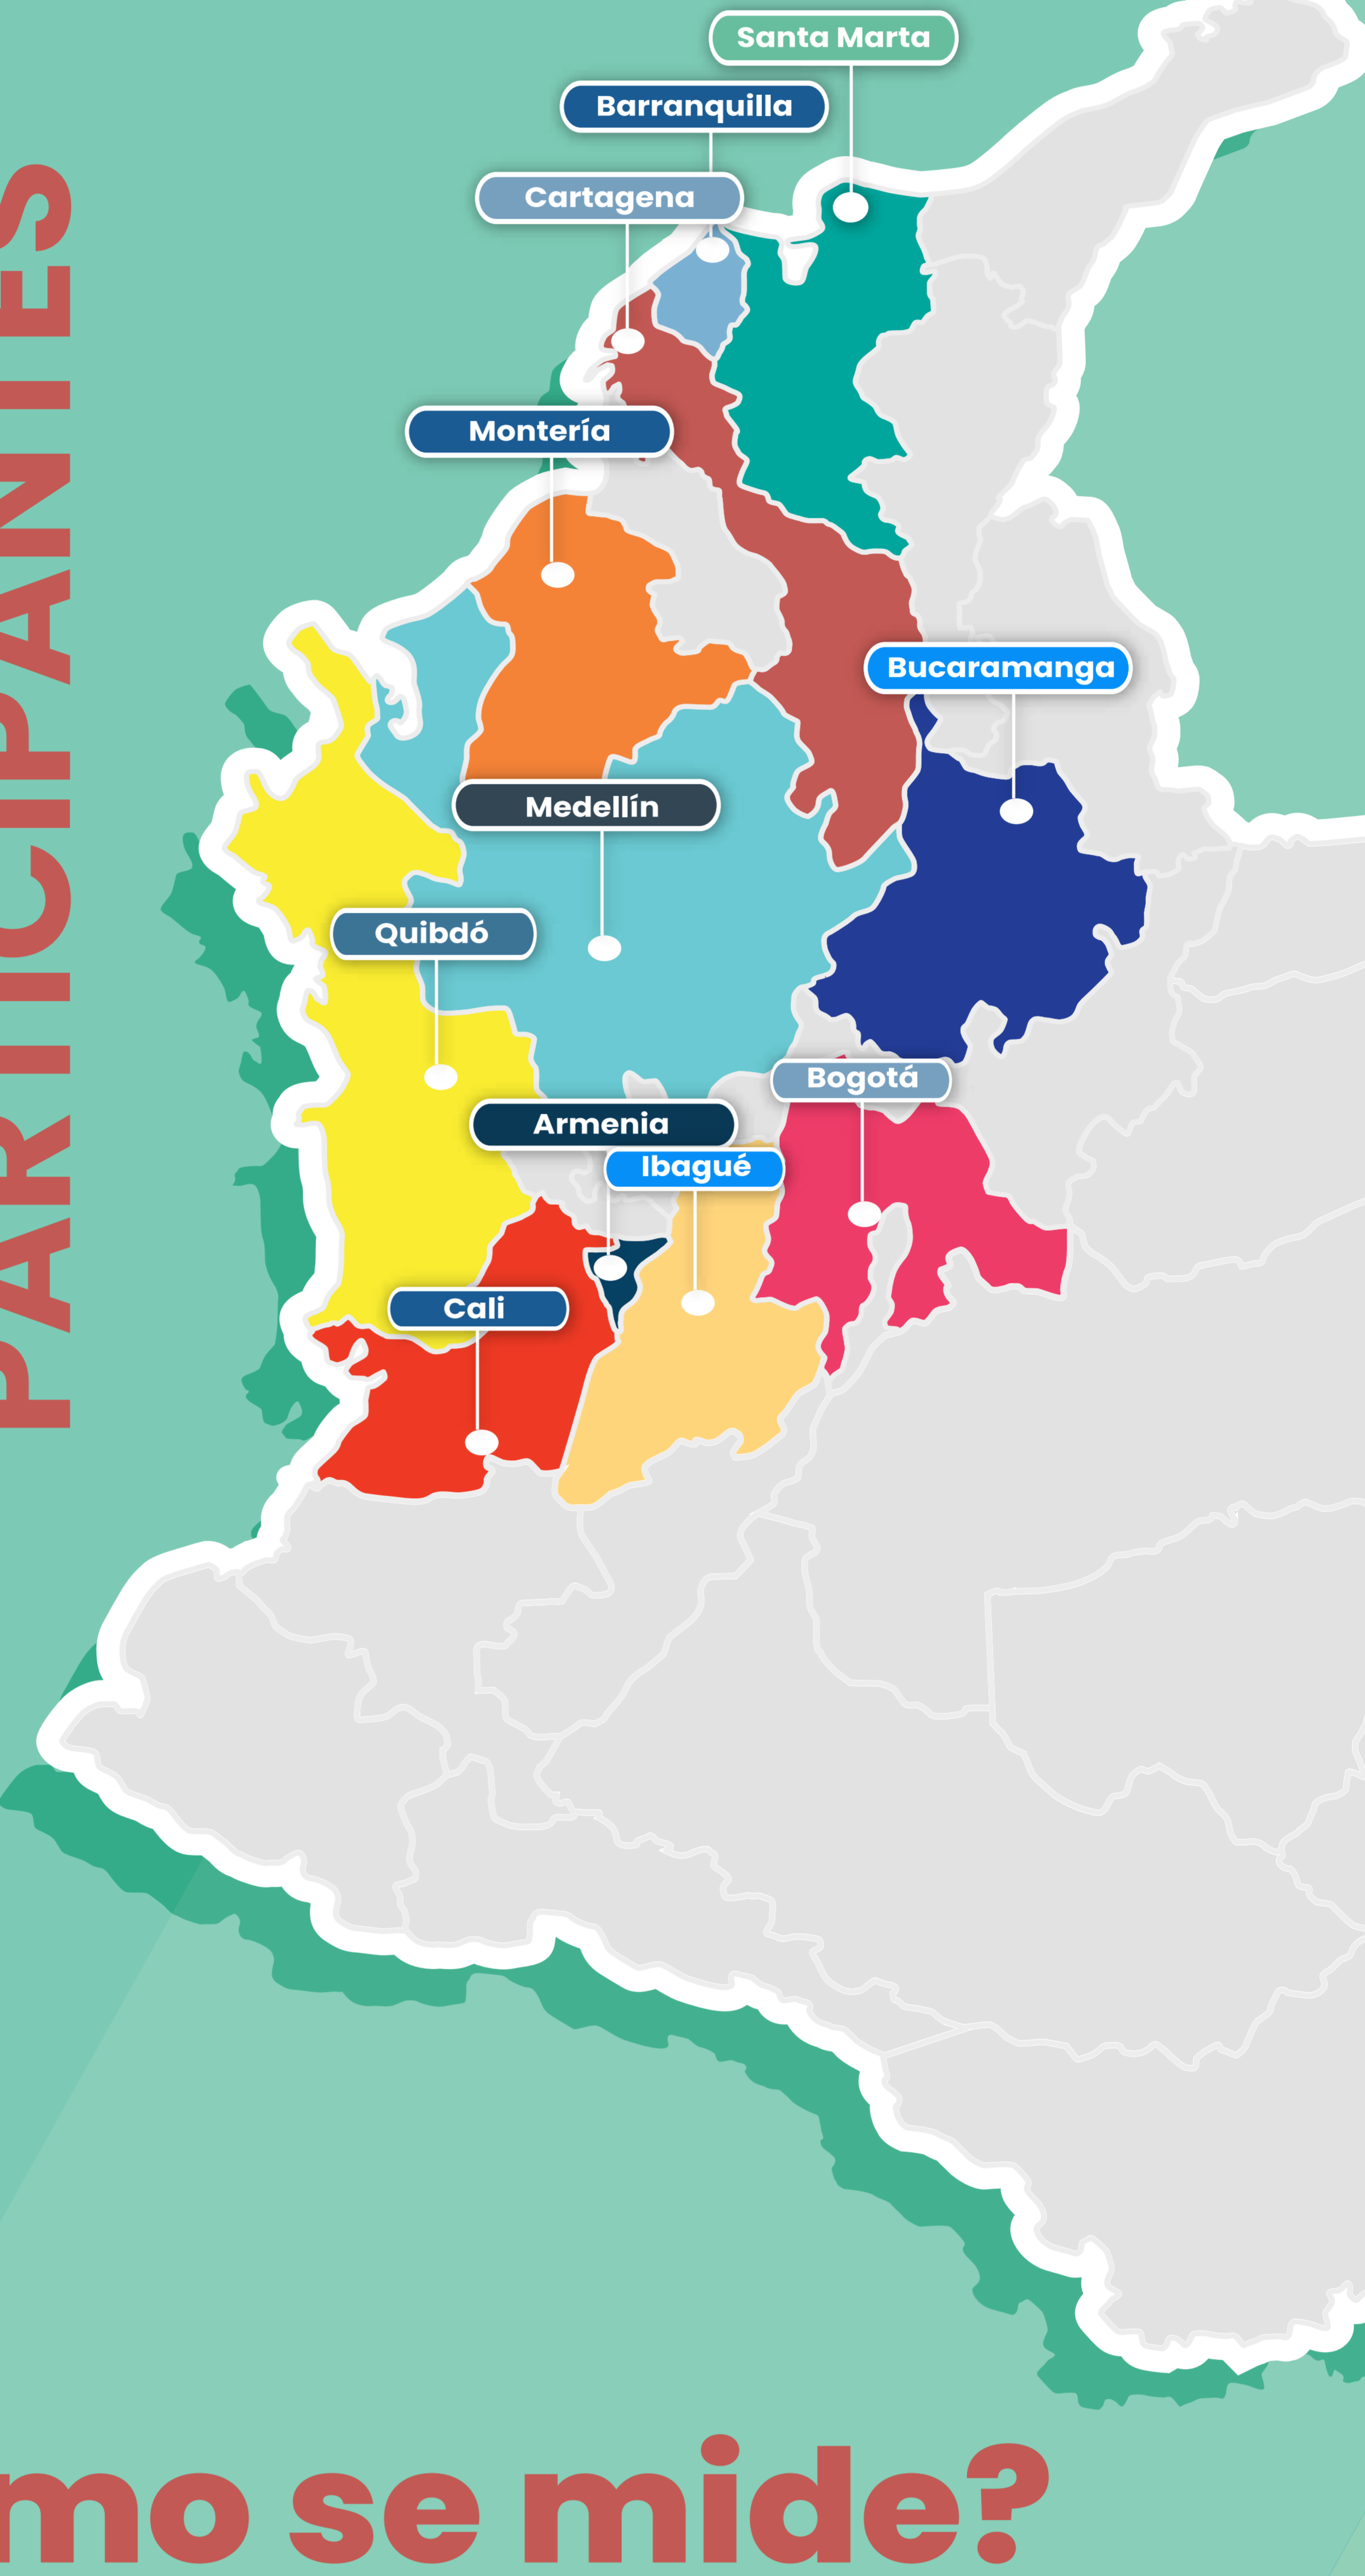 PARTICIPANTES
Santa Marta
Barranquilla
Cartagena
Montería
Bucaramanga
Medellín
Quibdó
Bogotá
Armenia
Ibagué
Cali
mo se mide?